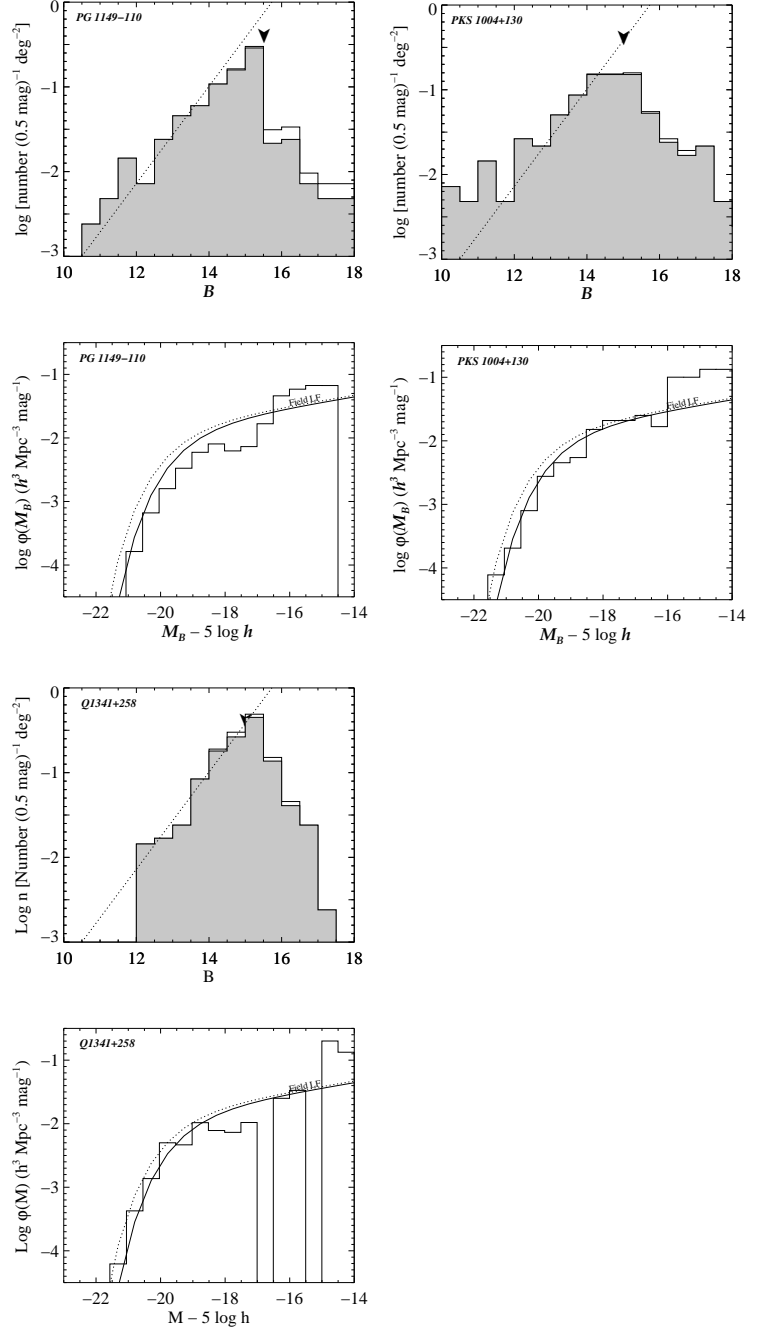 PG 1149−110
log [number (0.5 mag)⁻¹ deg⁻²]
0
−1
−2
−3
10 12 14 16 18
B
PKS 1004+130
log [number (0.5 mag)⁻¹ deg⁻²]
0
−1
−2
−3
10 12 14 16 18
B
PG 1149−110
Field LF
log φ(M_B) (h³ Mpc⁻³ mag⁻¹)
−1
−2
−3
−4
−22 −20 −18 −16 −14
M_B − 5 log h
PKS 1004+130
Field LF
log φ(M_B) (h³ Mpc⁻³ mag⁻¹)
−1
−2
−3
−4
−22 −20 −18 −16 −14
M_B − 5 log h
Q1341+258
Log n [Number (0.5 mag)⁻¹ deg⁻²]
0
−1
−2
−3
10 12 14 16 18
B
Q1341+258
Field LF
Log φ(M) (h³ Mpc⁻³ mag⁻¹)
−1
−2
−3
−4
−22 −20 −18 −16 −14
M − 5 log h